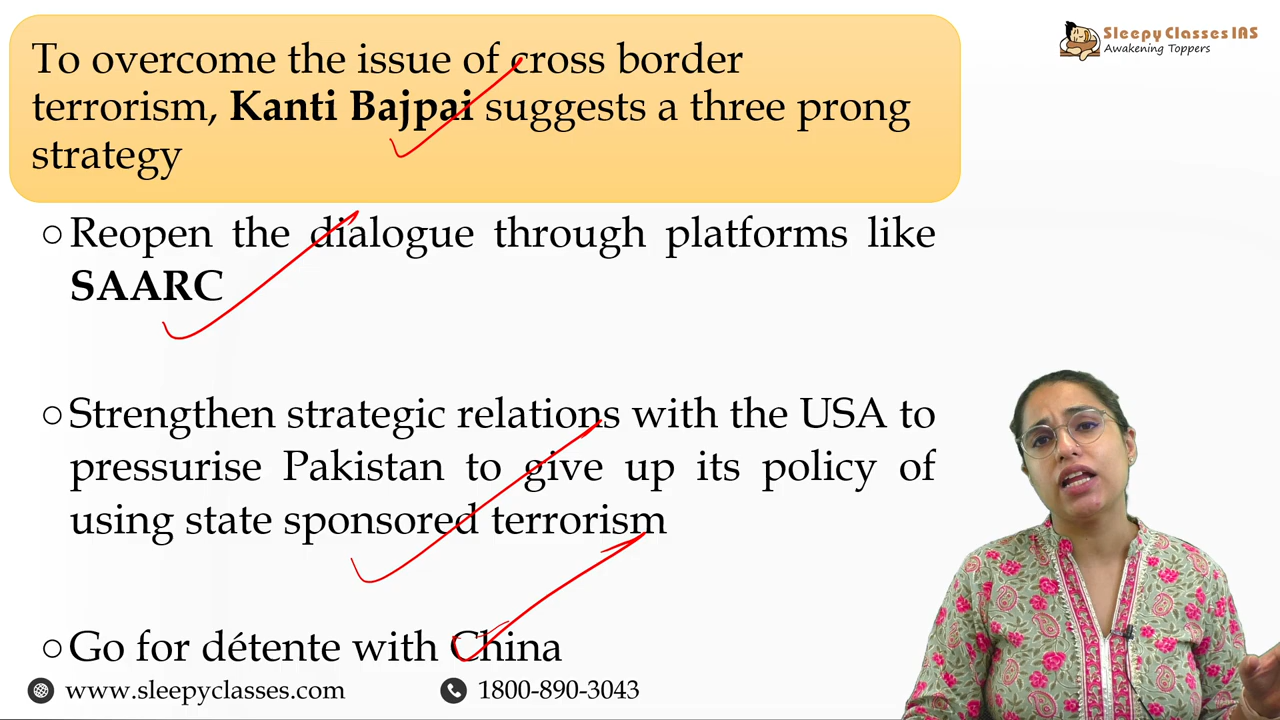 To overcome the issue of cross border
terrorism, Kanti Bajpai suggests a three prong
strategy
Sleepy Classes IAS
Awakening Toppers
○Reopen the dialogue through platforms like
SAARC
○Strengthen strategic relations with the USA to
pressurise Pakistan to give up its policy of
using state sponsored terrorism
○Go for détente with China
www.sleepyclasses.com
1800-890-3043